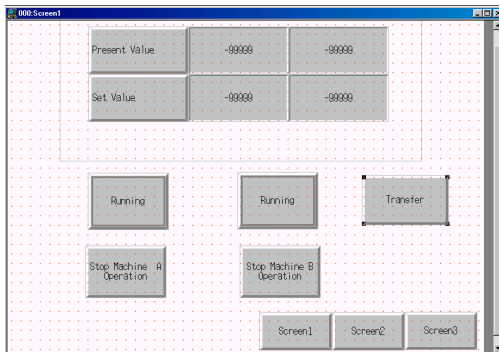 000:Screen1
Present Value -99999 -99999
Set Value -99999 -99999
Running Running Transfer
Stop Machine A Stop Machine B
Operation Operation
Screen1 Screen2 Screen3